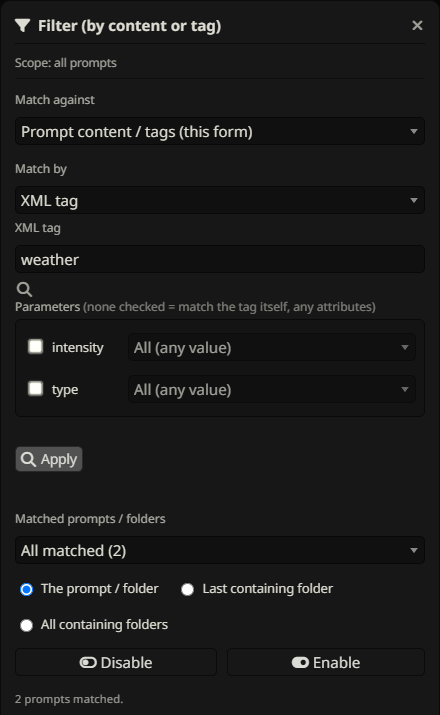 Filter (by content or tag)
Scope: all prompts
Match against
Prompt content / tags (this form)
Match by
XML tag
XML tag
weather
Parameters (none checked = match the tag itself, any attributes)
intensity All (any value)
type All (any value)
Apply
Matched prompts / folders
All matched (2)
The prompt / folder Last containing folder
All containing folders
Disable Enable
2 prompts matched.